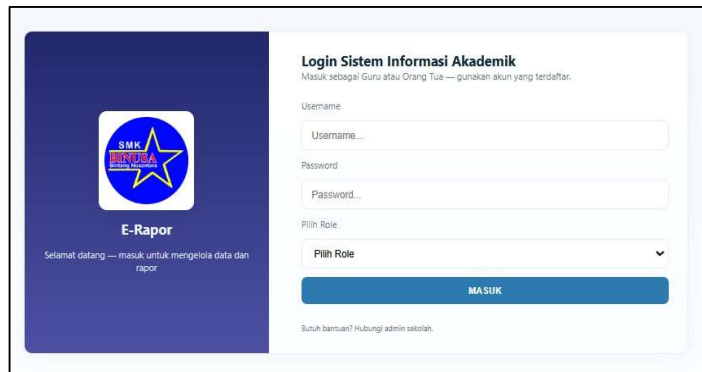 SMK
BINUSA
Bintang Nusantara
E-Rapor
Selamat datang — masuk untuk mengelola data dan
rapor
Login Sistem Informasi Akademik
Masuk sebagai Guru atau Orang Tua — gunakan akun yang terdaftar.
Username
Username...
Password
Password...
Pilih Role
Pilih Role
MASUK
Butuh bantuan? Hubungi admin sekolah.